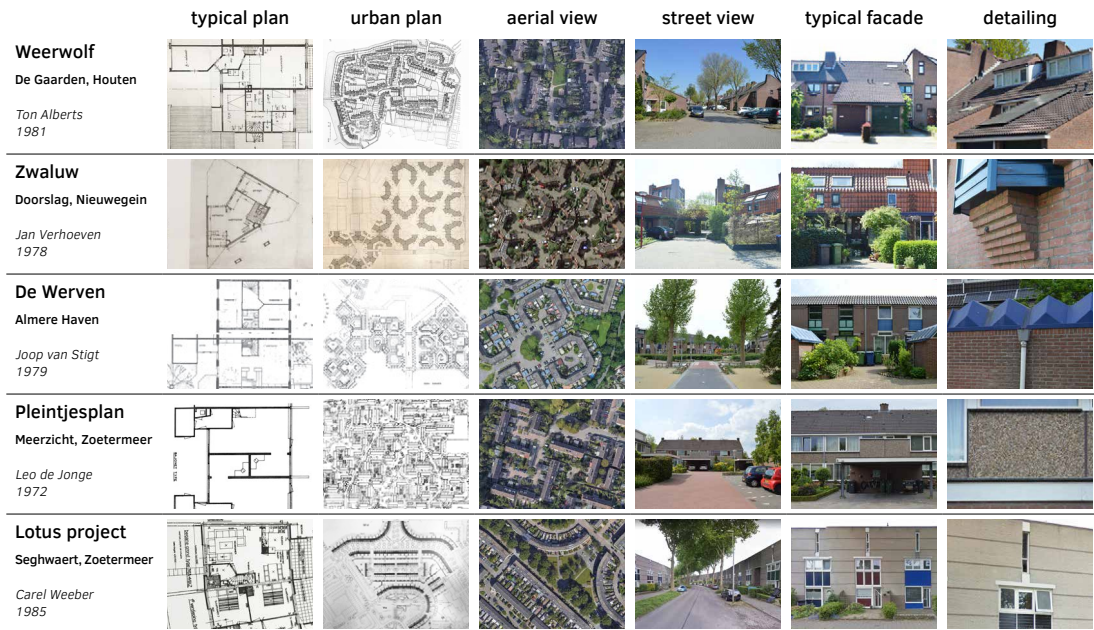 typical plan urban plan aerial view street view typical facade detailing
Weerwolf
De Gaarden, Houten
Ton Alberts
1981
Zwaluw
Doorslag, Nieuwegein
Jan Verhoeven
1978
De Werven
Almere Haven
Joop van Stigt
1979
Pleintjesplan
Meerzicht, Zoetermeer
Leo de Jonge
1972
Lotus project
Seghwaert, Zoetermeer
Carel Weeber
1985